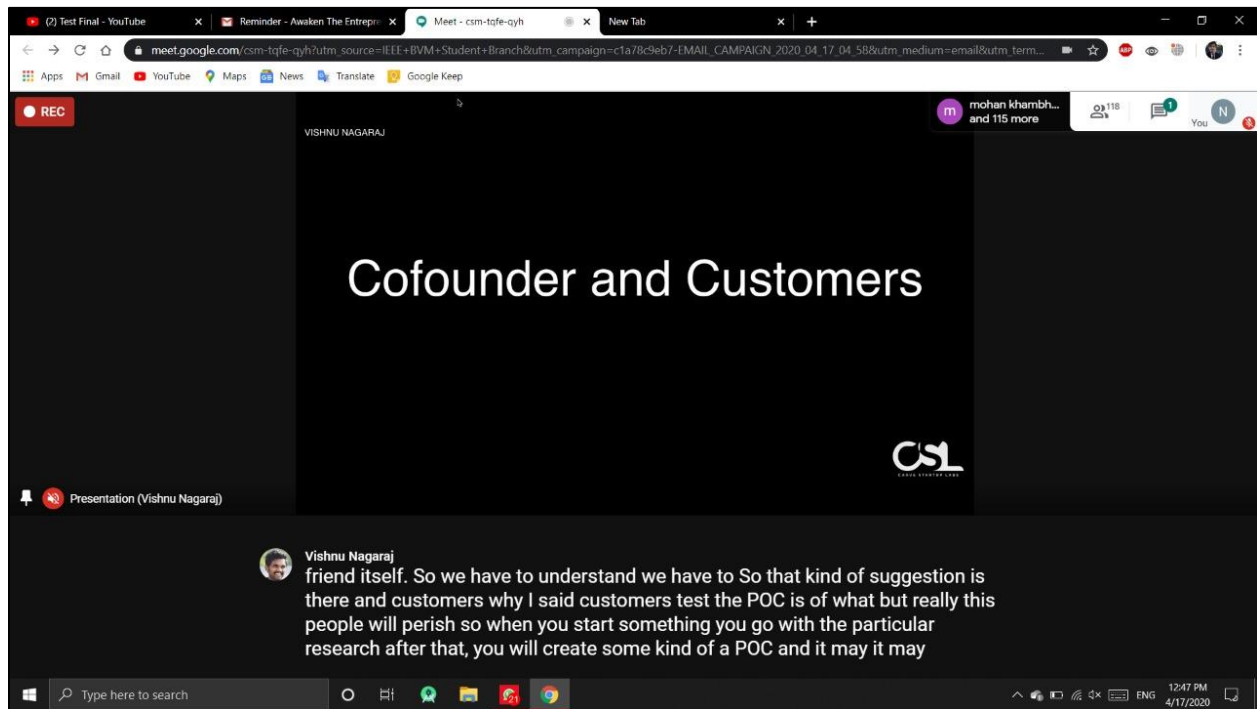 (2) Test Final - YouTube
Reminder - Awaken The Entrepre
Meet - csm-tqfe-qyh
New Tab
meet.google.com/csm-tqfe-qyh?utm_source=IEEE+BVM+Student+Branch&utm_campaign=c1a78c9eb7-EMAIL_CAMPAIGN_2020_04_17_04_58&utm_medium=email&utm_term...
ABP
Apps
Gmail
YouTube
Maps
News
Translate
Google Keep
REC
VISHNU NAGARAJ
m
mohan khambh...
and 115 more
118
1
You
N
Cofounder and Customers
CSL
Presentation (Vishnu Nagaraj)
Vishnu Nagaraj
friend itself. So we have to understand we have to So that kind of suggestion is
there and customers why I said customers test the POC is of what but really this
people will perish so when you start something you go with the particular
research after that, you will create some kind of a POC and it may it may
Type here to search
21
ENG
12:47 PM
4/17/2020